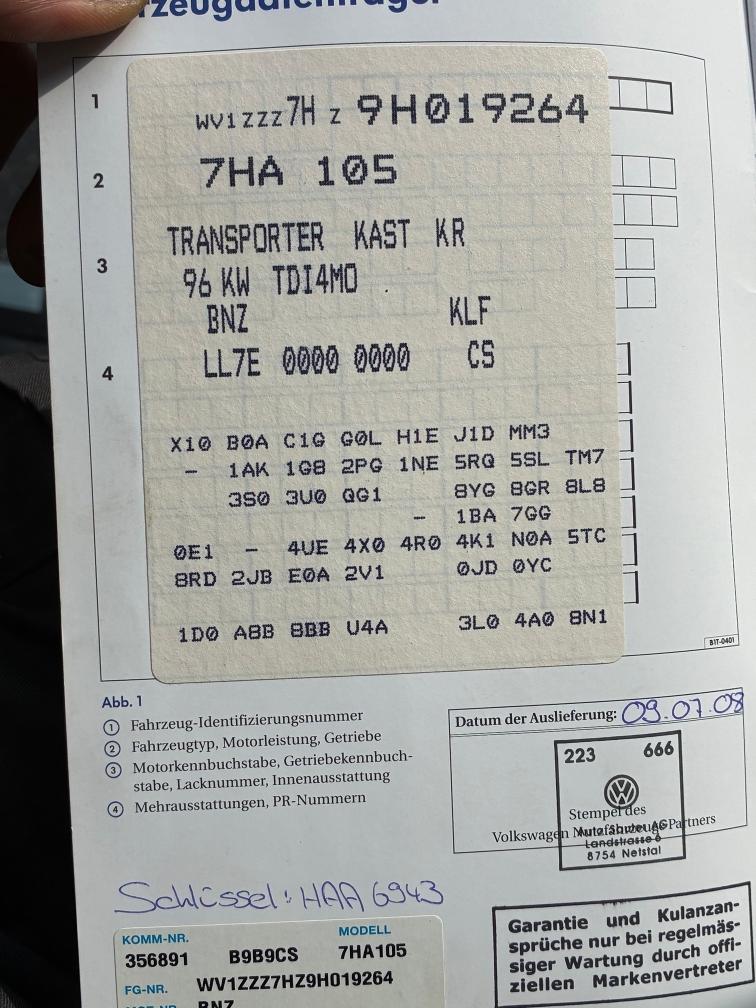 1
WV1ZZZ7H Z 9H019264
2
7HA 105
3
TRANSPORTER KAST KR
96 KW TDI4MO
BNZ KLF
4
LL7E 0000 0000 CS
X10 B0A C1G G0L H1E J1D MM3
- 1AK 1G8 2PG 1NE 5RQ 5SL TM7
3S0 3U0 QG1 8YG 8GR 8L8
- 1BA 7GG
0E1 - 4UE 4X0 4R0 4K1 N0A 5TC
8RD 2JB E0A 2V1 0JD 0YC
1D0 A8B 8BB U4A 3L0 4A0 8N1
B1T-0401
Abb. 1
1 Fahrzeug-Identifizierungsnummer
2 Fahrzeugtyp, Motorleistung, Getriebe
3 Motorkennbuchstabe, Getriebekennbuch-
stabe, Lacknummer, Innenausstattung
4 Mehrausstattungen, PR-Nummern
Datum der Auslieferung: 09.07.08
223 666
Stempel des
Volkswagen Nutzfahrzeuge Partners
Landstrasse
8754 Netstal
Schlüssel: HAA 6943
KOMM-NR. MODELL
356891 B9B9CS 7HA105
FG-NR. WV1ZZZ7HZ9H019264
BNZ
Garantie und Kulanzan-
sprüche nur bei regelmäs-
siger Wartung durch offi-
ziellen Markenvertreter